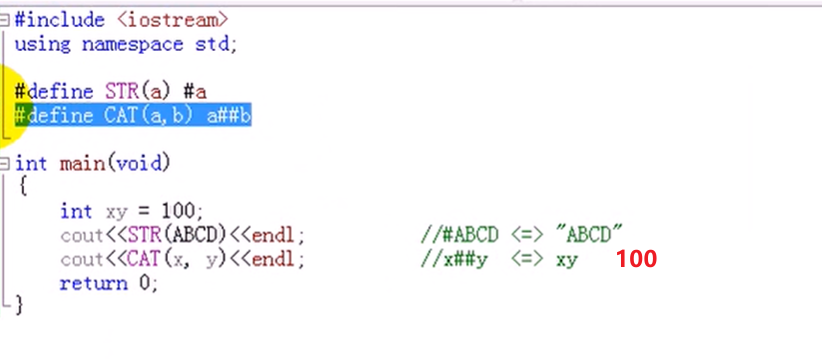 #include <iostream>
using namespace std;
#define STR(a) #a
#define CAT(a,b) a##b
int main(void)
{
int xy = 100;
cout<<STR(ABCD)<<endl; //#ABCD <=> "ABCD"
cout<<CAT(x, y)<<endl; //x##y <=> xy 100
return 0;
}